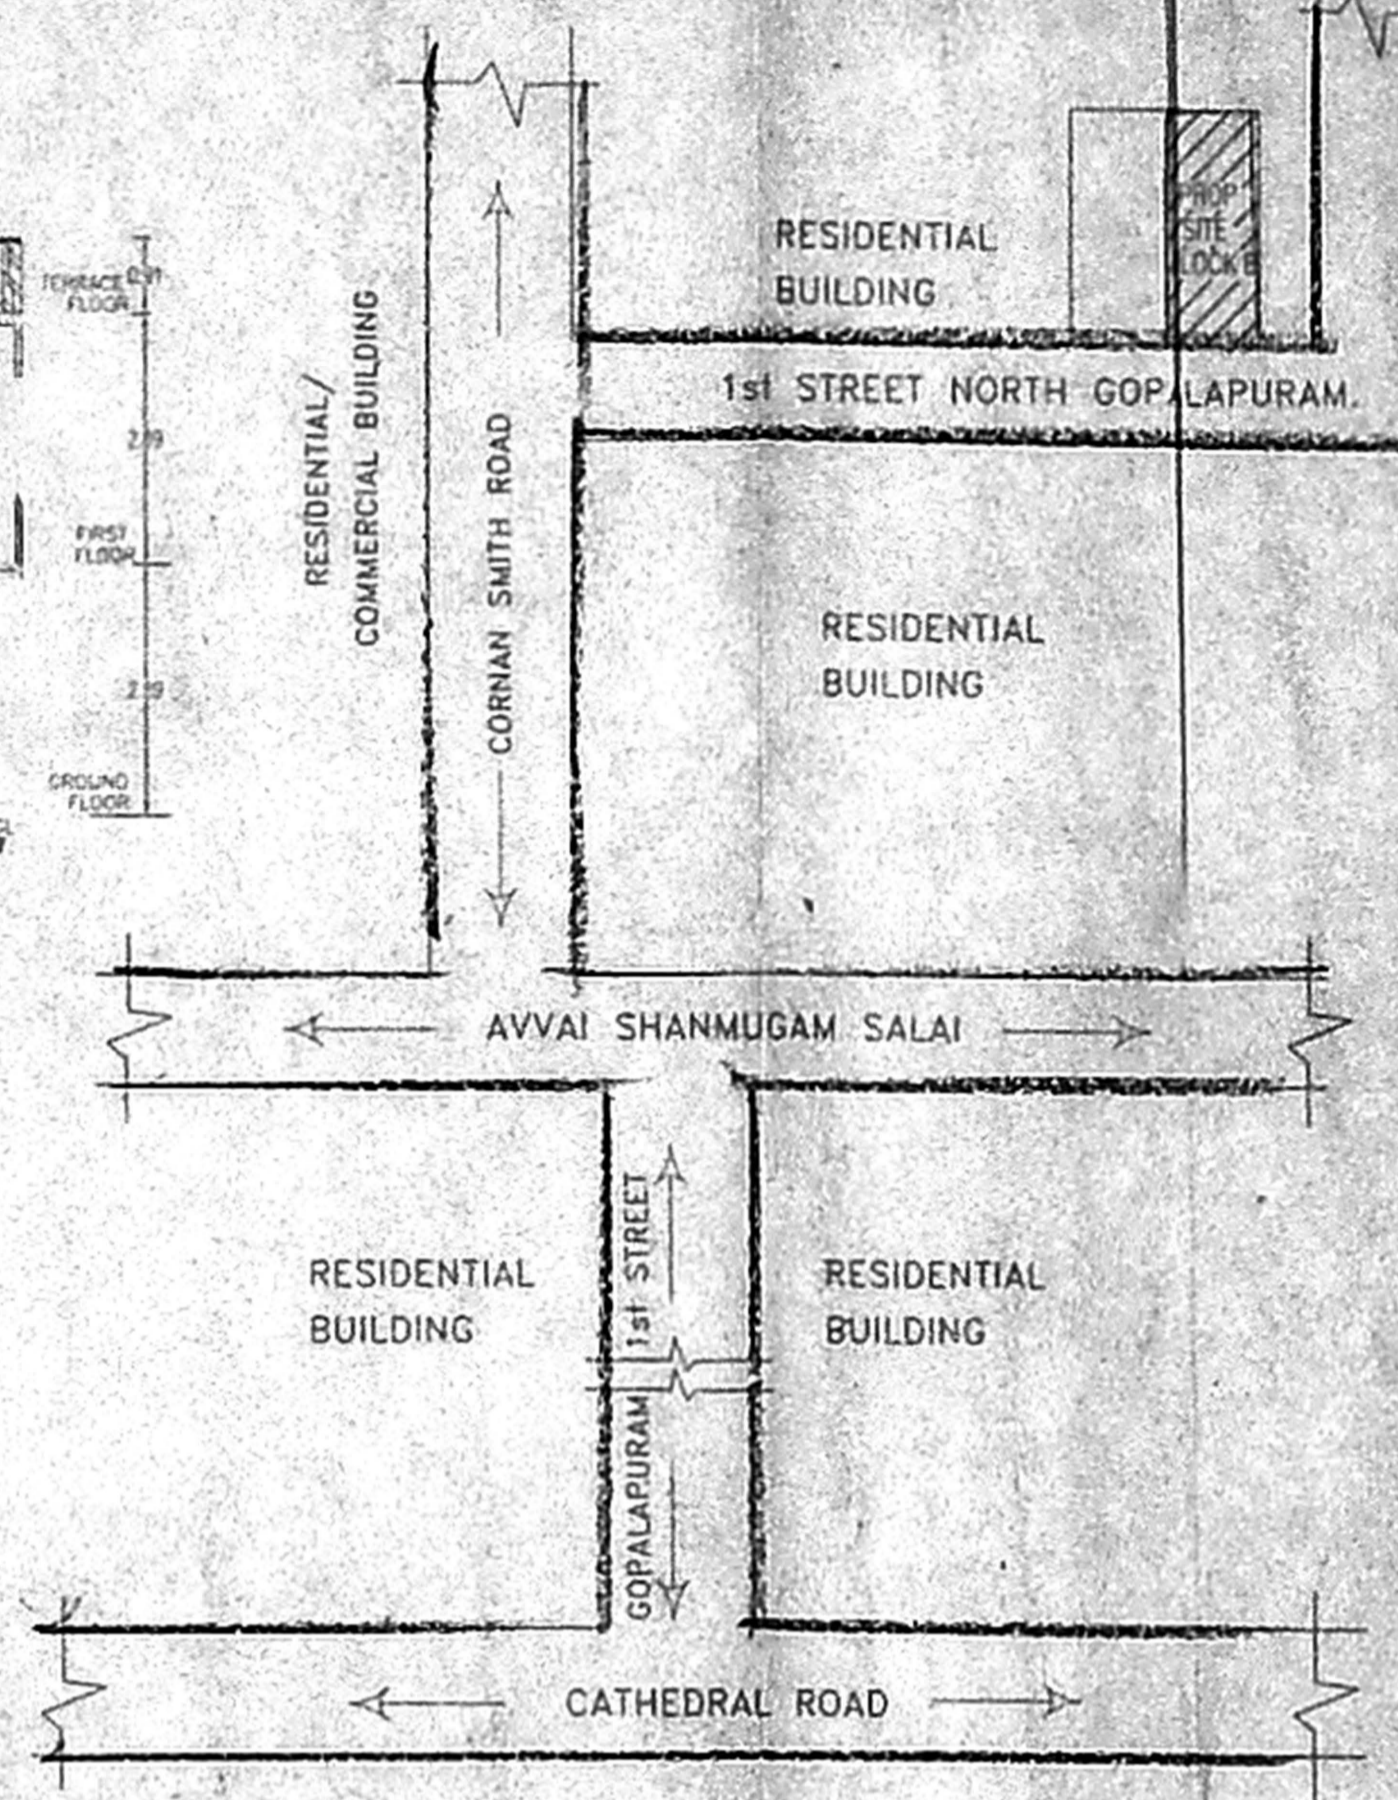 PROP
SITE
RESIDENTIAL
BUILDING
TERRACE
FLOOR
1st STREET NORTH GOPALAPURAM.
RESIDENTIAL/
COMMERCIAL BUILDING
CORNAN SMITH ROAD
FIRST
FLOOR
RESIDENTIAL
BUILDING
GROUND
FLOOR
AVVAI SHANMUGAM SALAI
RESIDENTIAL
BUILDING
GOPALAPURAM 1st STREET
RESIDENTIAL
BUILDING
CATHEDRAL ROAD